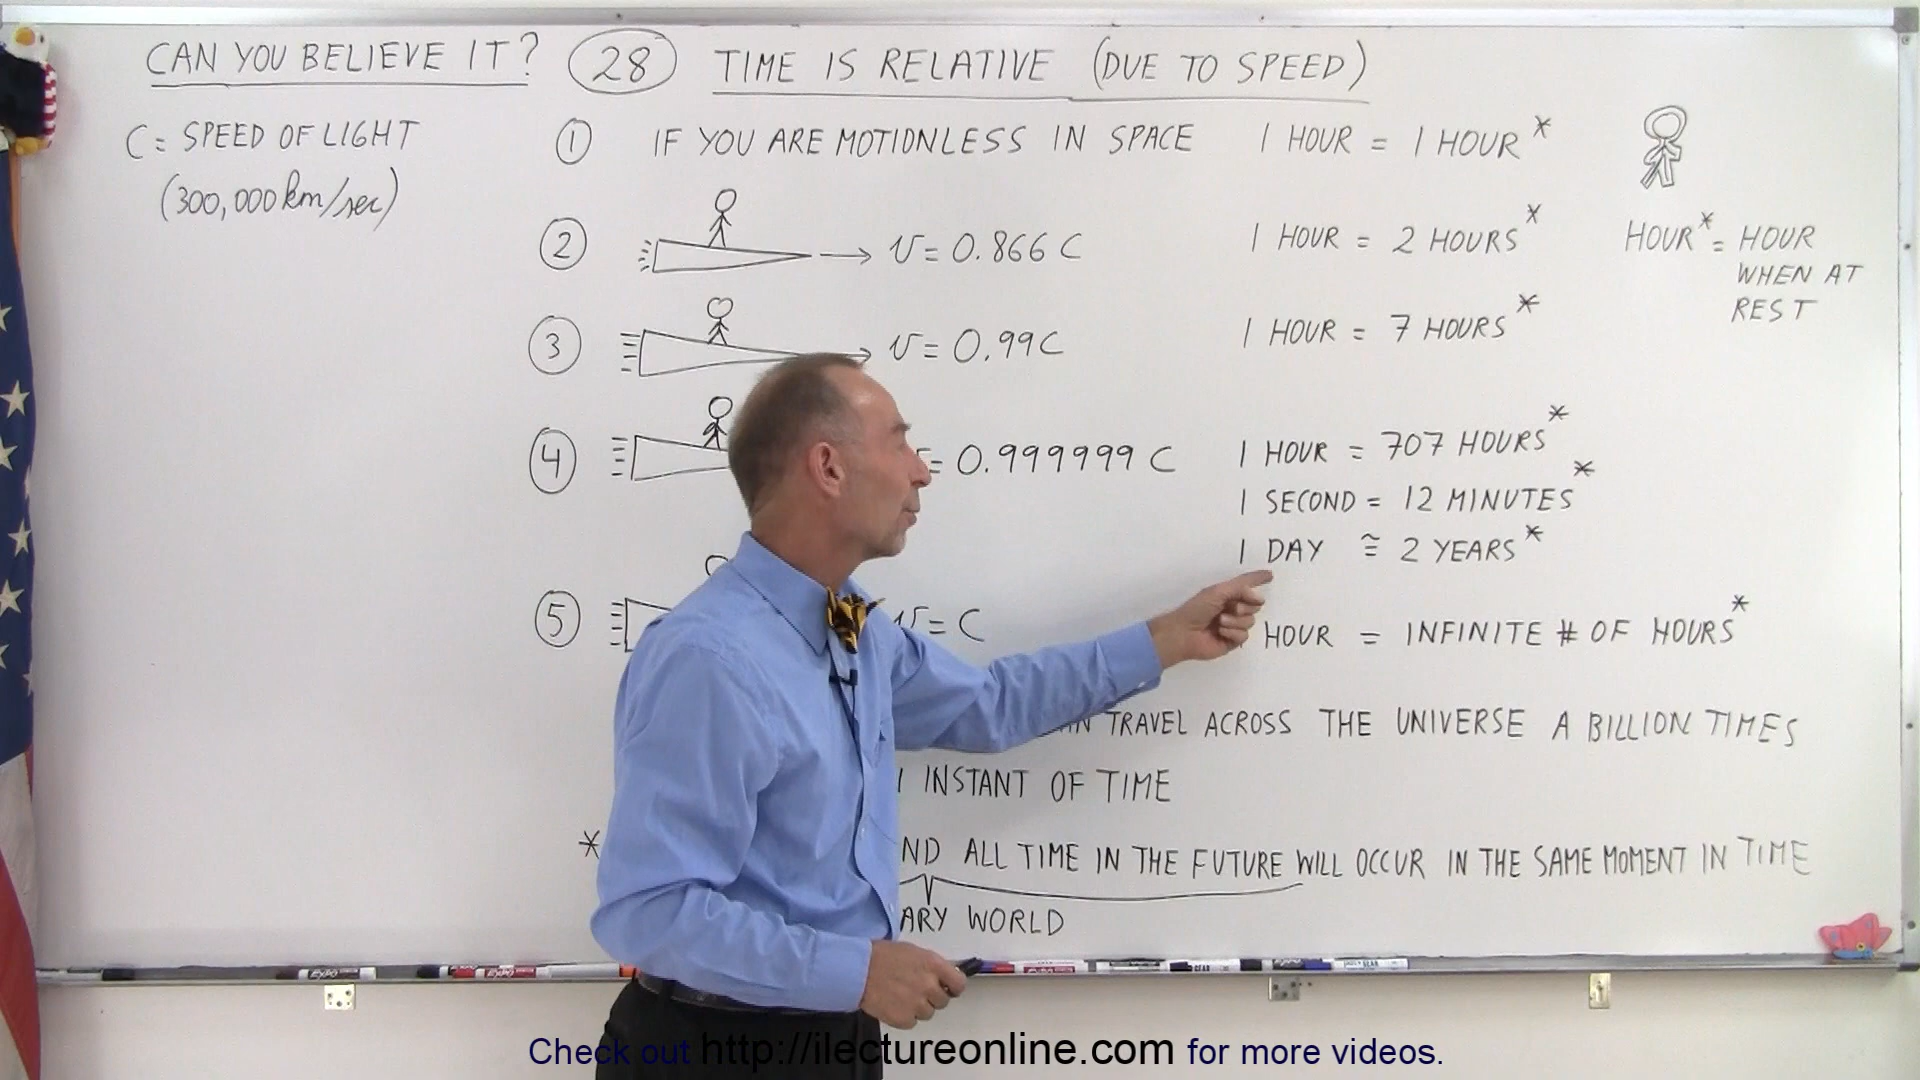 CAN YOU BELIEVE IT? 28 TIME IS RELATIVE (DUE TO SPEED)
C = SPEED OF LIGHT
(300,000 km/sec)
1 IF YOU ARE MOTIONLESS IN SPACE 1 HOUR = 1 HOUR*
2 v = 0.866 C 1 HOUR = 2 HOURS*
HOUR* = HOUR
WHEN AT
REST
3 v = 0.99 C 1 HOUR = 7 HOURS*
4 = 0.999999 C 1 HOUR = 707 HOURS*
1 SECOND = 12 MINUTES*
1 DAY ≅ 2 YEARS*
5 v = C HOUR = INFINITE # OF HOURS*
TRAVEL ACROSS THE UNIVERSE A BILLION TIMES
1 INSTANT OF TIME
* ND ALL TIME IN THE FUTURE WILL OCCUR IN THE SAME MOMENT IN TIME
ARY WORLD
EXPO
EXPO
Check out http://ilectureonline.com for more videos.